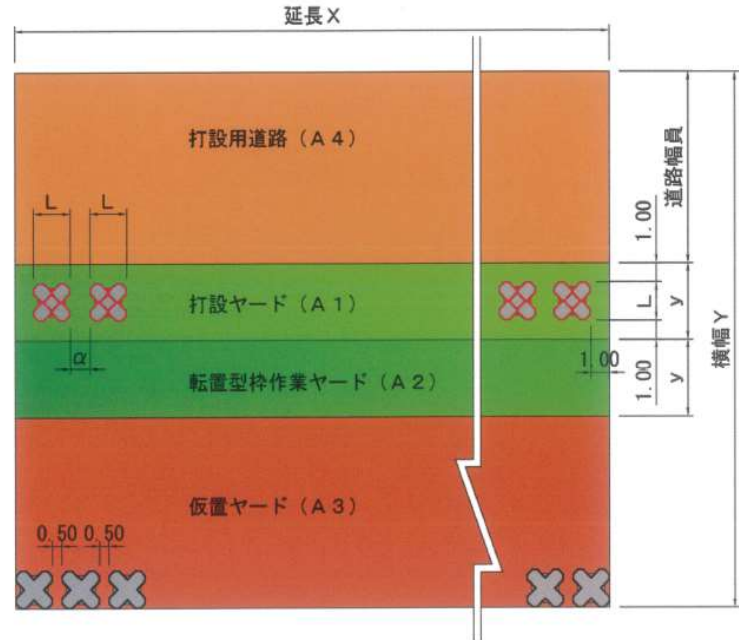 延長X
打設用道路(A4)
道路幅員
L
L
1.00
打設ヤード(A1)
L
y
横幅Y
α
1.00
転置型枠作業ヤード(A2)
1.00
y
仮置ヤード(A3)
0.50
0.50